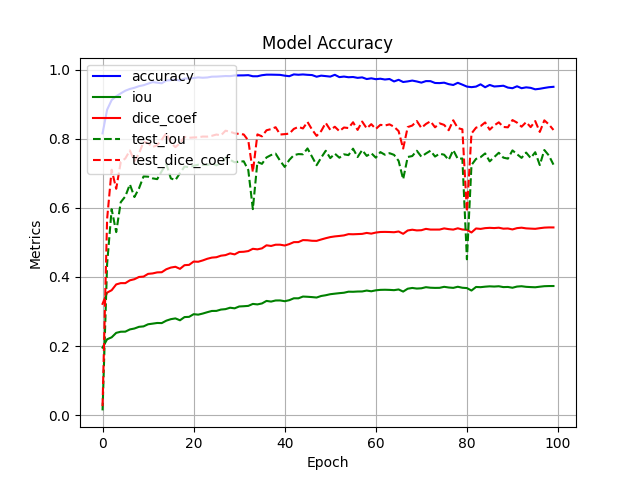 Model Accuracy
accuracy
iou
dice_coef
test_iou
test_dice_coef
Metrics
1.0
0.8
0.6
0.4
0.2
0.0
0 20 40 60 80 100
Epoch